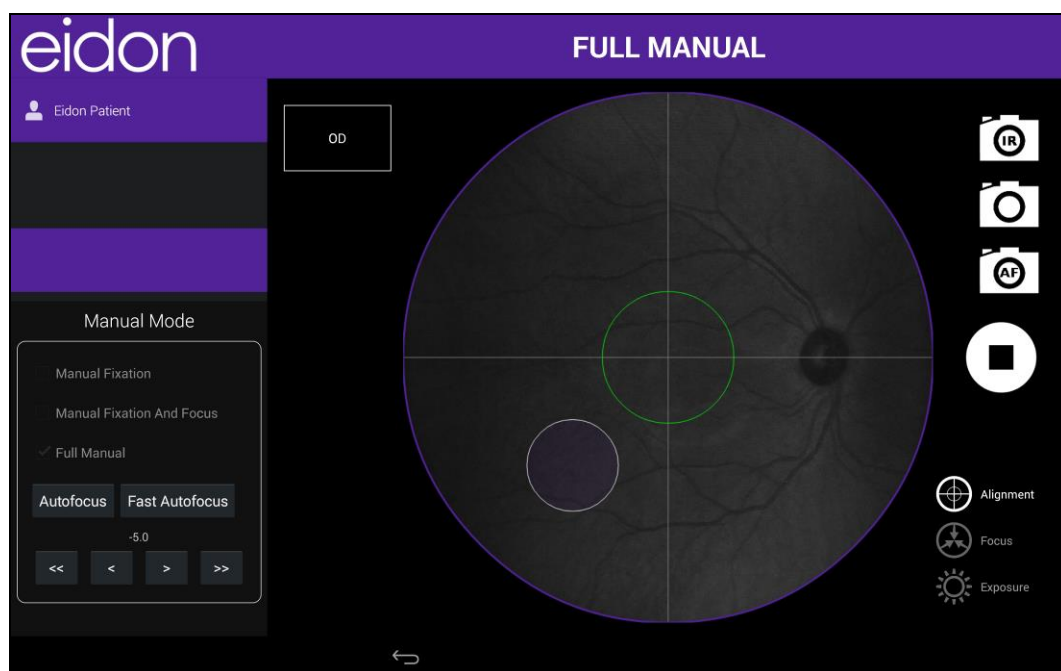 eidon
FULL MANUAL
Eidon Patient
OD
IR
AF
Manual Mode
Manual Fixation
Manual Fixation And Focus
Full Manual
Autofocus
Fast Autofocus
-5.0
<< < > >>
Alignment
Focus
Exposure